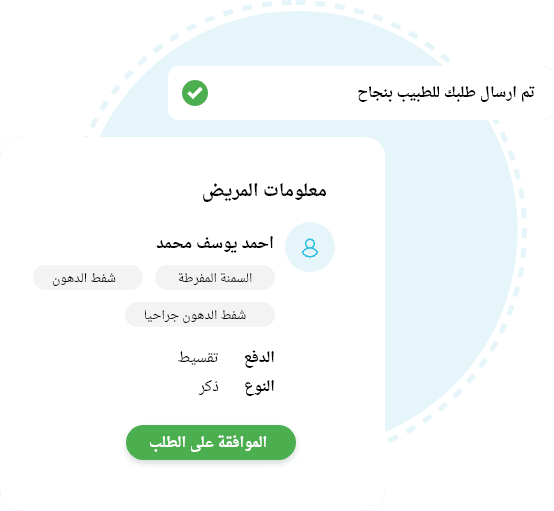 تم ارسال طلبك للطبيب بنجاح
معلومات المريض
احمد يوسف محمد
السمنة المفرطة شفط الدهون
شفط الدهون جراحيا
الدفع تقسيط
النوع ذكر
الموافقة على الطلب